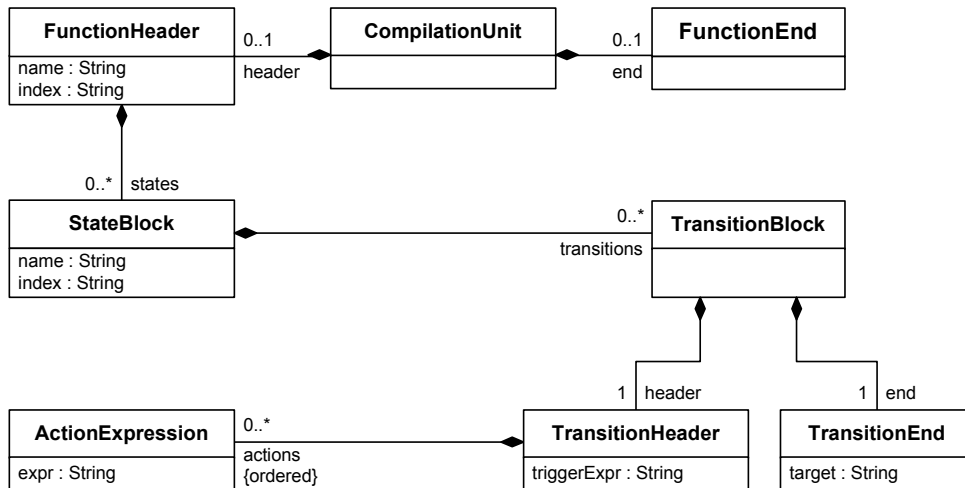 FunctionHeader
name : String
index : String
0..1
header
CompilationUnit
0..1
end
FunctionEnd
0..* states
StateBlock
name : String
index : String
0..*
transitions
TransitionBlock
1 header
1 end
ActionExpression
expr : String
0..*
actions
{ordered}
TransitionHeader
triggerExpr : String
TransitionEnd
target : String